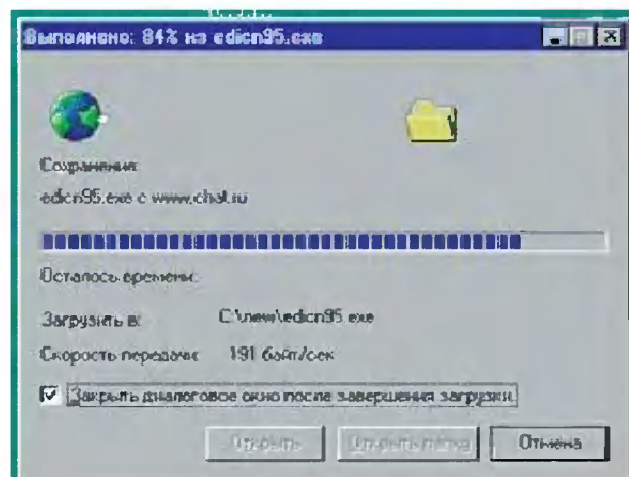 Выполнено: 84% из edicn95.exe
Сохранение:
edicn95.exe с www.chat.ru
Осталось времени:
Загрузить в: C:\new\edicn95.exe
Скорость передачи: 191 байт/сек
Закрыть диалоговое окно после завершения загрузки
Открыть Открыть папку Отмена